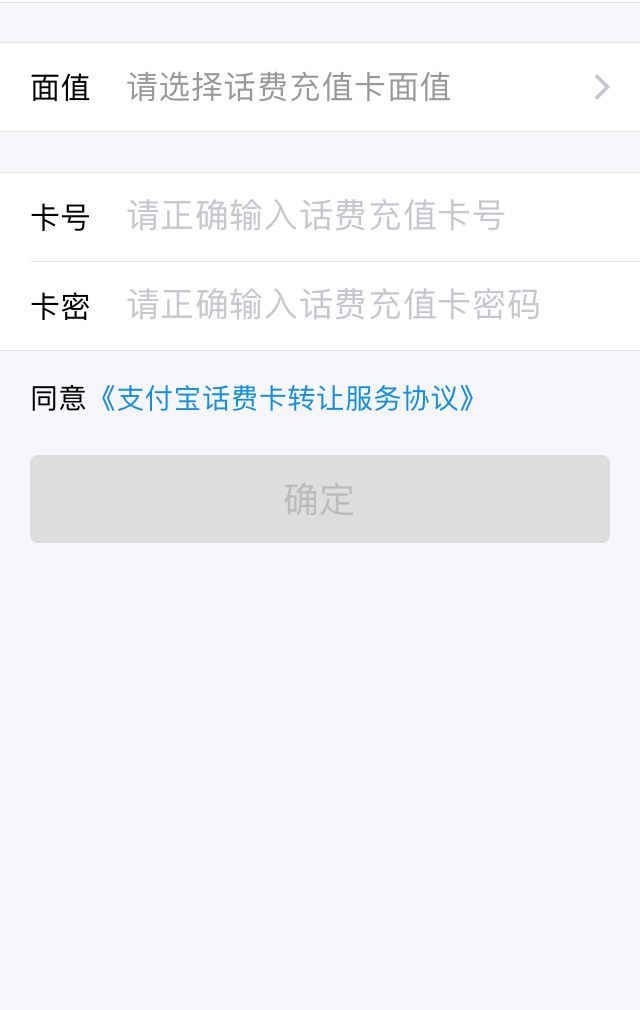 面值 请选择话费充值卡面值
卡号 请正确输入话费充值卡号
卡密 请正确输入话费充值卡密码
同意《支付宝话费卡转让服务协议》
确定